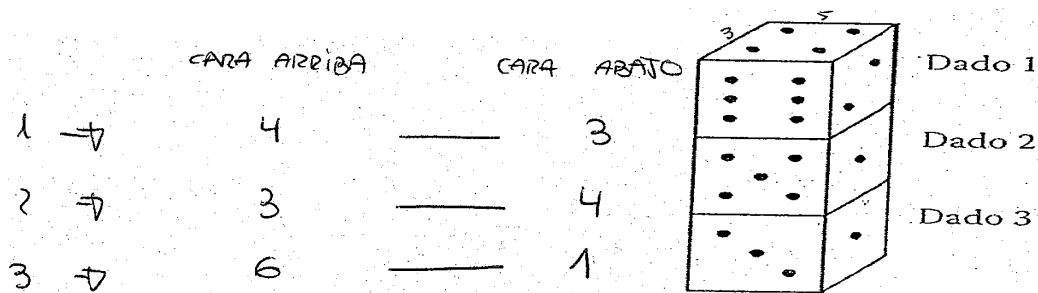 3 5
CARA ARRIBA CARA ABAJO Dado 1
1 → 4 — 3
Dado 2
2 → 3 — 4
Dado 3
3 → 6 — 1